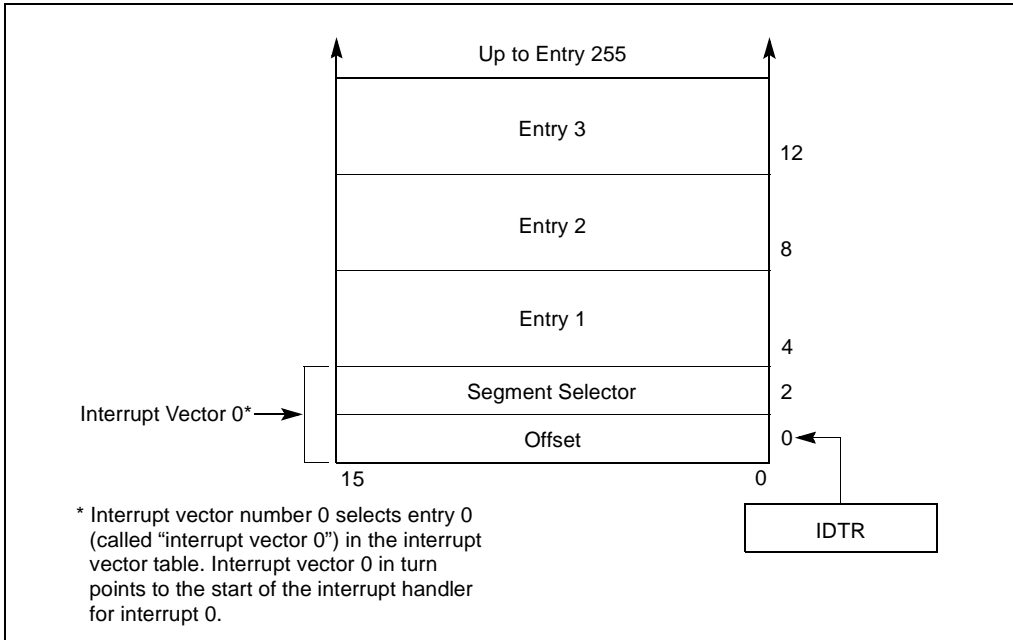 Up to Entry 255
Entry 3
12
Entry 2
8
Entry 1
4
Segment Selector
2
Interrupt Vector 0*
Offset
0
15
0
IDTR
* Interrupt vector number 0 selects entry 0
(called “interrupt vector 0”) in the interrupt
vector table. Interrupt vector 0 in turn
points to the start of the interrupt handler
for interrupt 0.